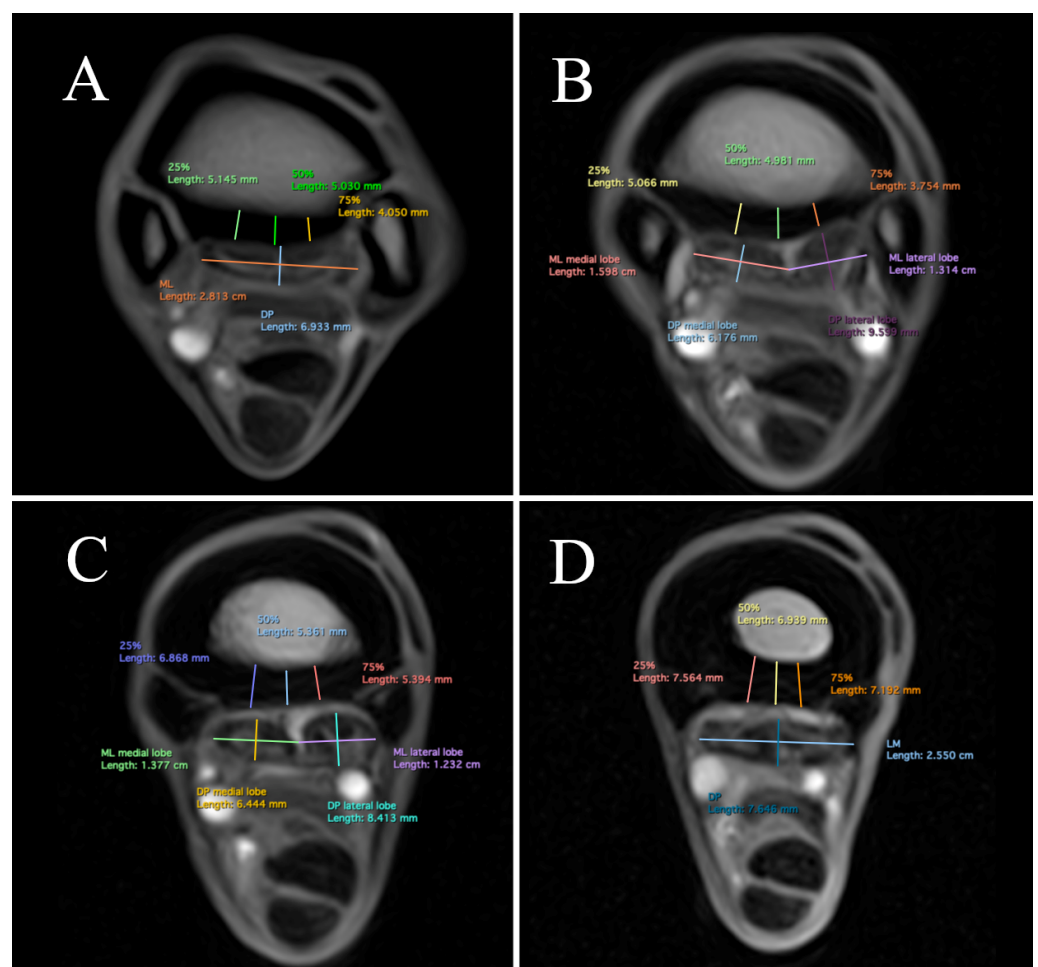 A
25%
Length: 5.145 mm
50%
Length: 5.030 mm
75%
Length: 4.050 mm
ML
Length: 2.813 cm
DP
Length: 6.933 mm
B
50%
Length: 4.981 mm
25%
Length: 5.066 mm
75%
Length: 3.754 mm
ML medial lobe
Length: 1.598 cm
ML lateral lobe
Length: 1.314 cm
DP medial lobe
Length: 6.176 mm
DP lateral lobe
Length: 9.599 mm
C
50%
Length: 5.361 mm
25%
Length: 6.868 mm
75%
Length: 5.394 mm
ML medial lobe
Length: 1.377 cm
ML lateral lobe
Length: 1.232 cm
DP medial lobe
Length: 6.444 mm
DP lateral lobe
Length: 8.413 mm
D
50%
Length: 6.939 mm
25%
Length: 7.564 mm
75%
Length: 7.192 mm
LM
Length: 2.550 cm
DP
Length: 7.646 mm